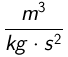 m³
kg · s²